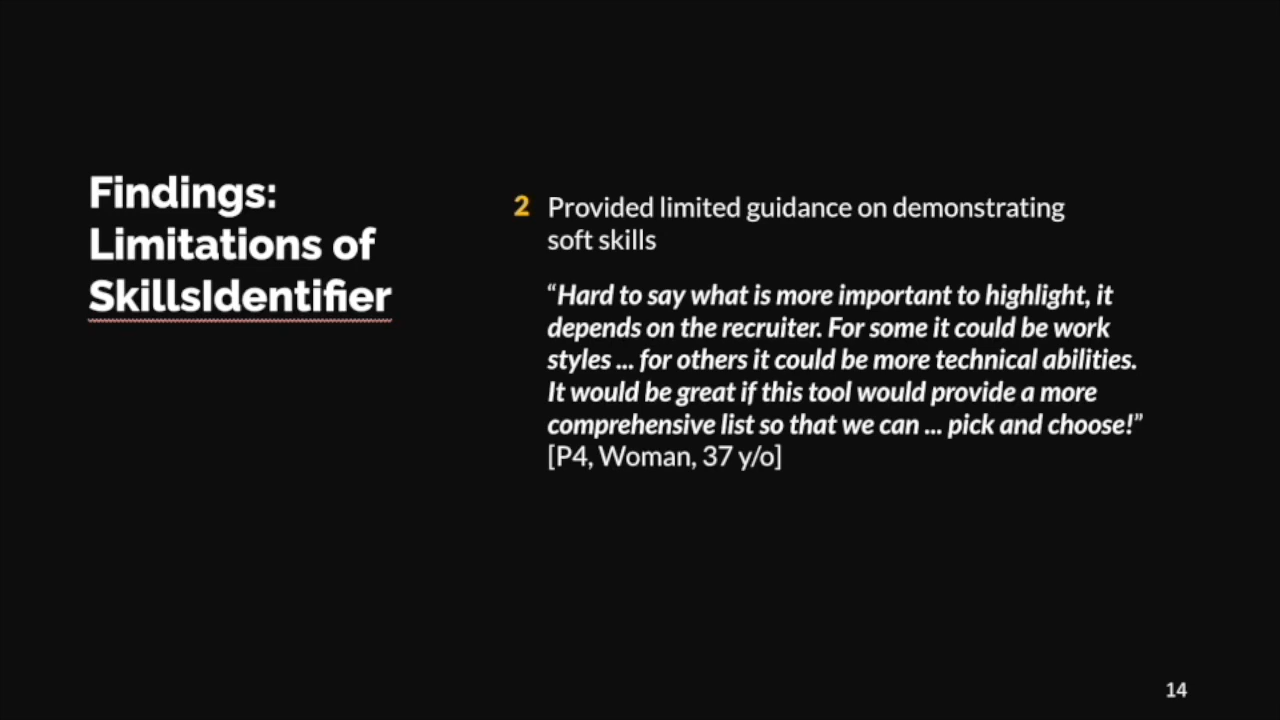 Findings:
Limitations of
SkillsIdentifier
2 Provided limited guidance on demonstrating
soft skills
“Hard to say what is more important to highlight, it
depends on the recruiter. For some it could be work
styles ... for others it could be more technical abilities.
It would be great if this tool would provide a more
comprehensive list so that we can ... pick and choose!”
[P4, Woman, 37 y/o]
14